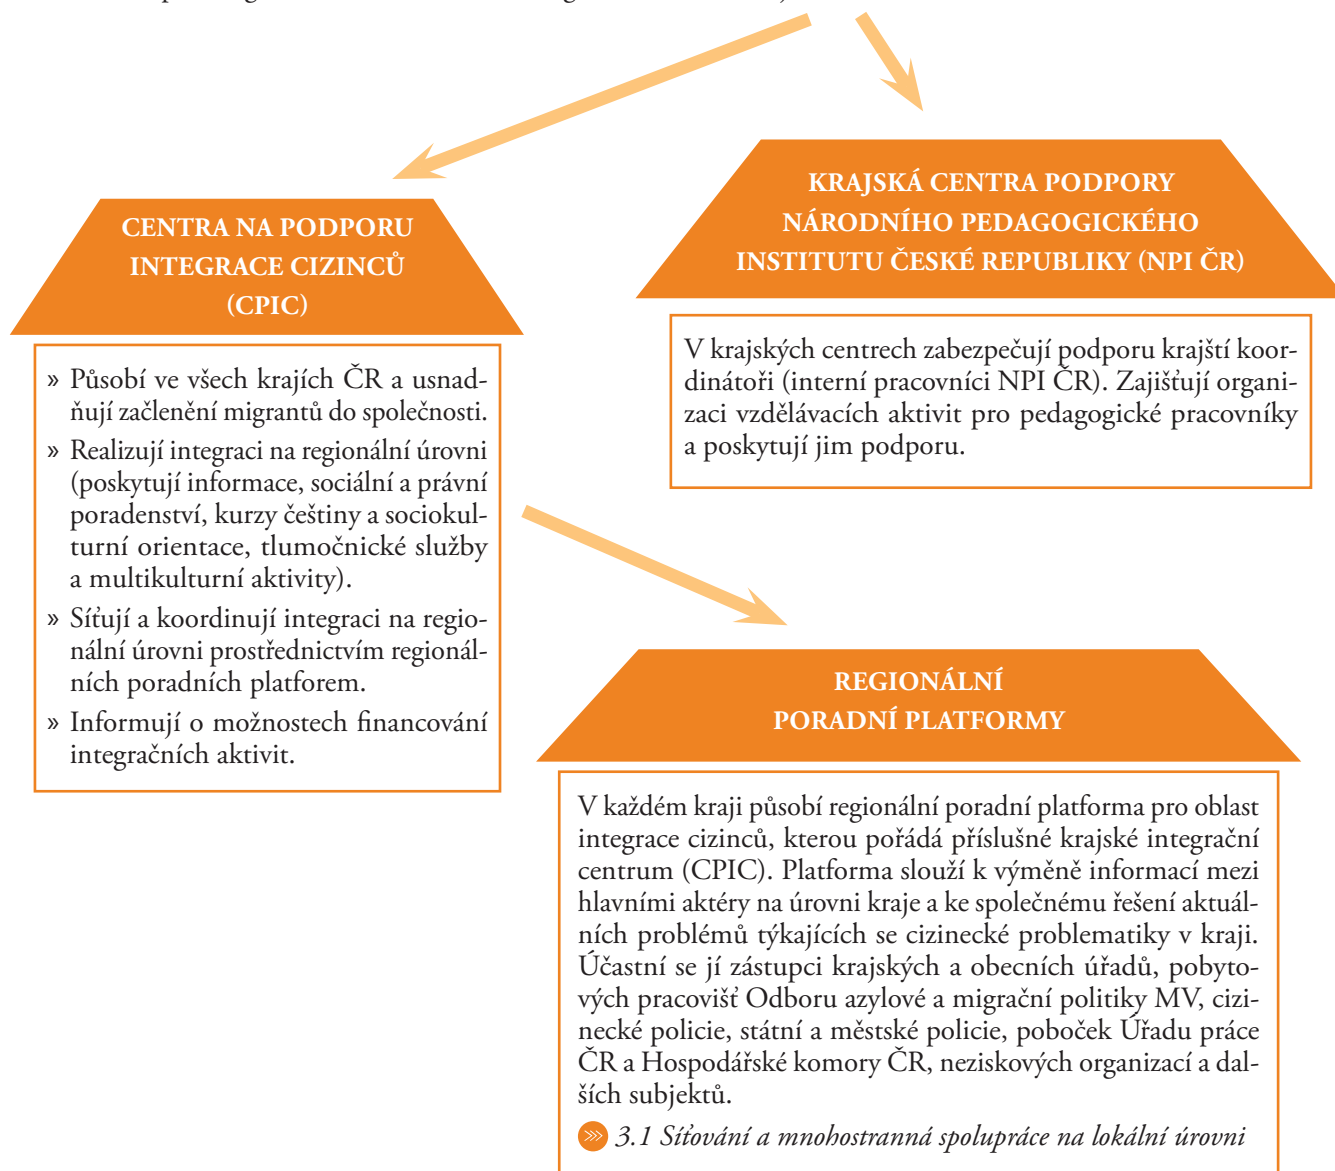 CENTRA NA PODPORU
INTEGRACE CIZINCŮ
(CPIC)
» Působí ve všech krajích ČR a usnad-
ňují začlenění migrantů do společnosti.
» Realizují integraci na regionální úrovni
(poskytují informace, sociální a právní
poradenství, kurzy češtiny a sociokul-
turní orientace, tlumočnické služby
a multikulturní aktivity).
» Síťují a koordinují integraci na regio-
nální úrovni prostřednictvím regionál-
ních poradních platforem.
» Informují o možnostech financování
integračních aktivit.
KRAJSKÁ CENTRA PODPORY
NÁRODNÍHO PEDAGOGICKÉHO
INSTITUTU ČESKÉ REPUBLIKY (NPI ČR)
V krajských centrech zabezpečují podporu krajští koor-
dinátoři (interní pracovníci NPI ČR). Zajišťují organi-
zaci vzdělávacích aktivit pro pedagogické pracovníky
a poskytují jim podporu.
REGIONÁLNÍ
PORADNÍ PLATFORMY
V každém kraji působí regionální poradní platforma pro oblast
integrace cizinců, kterou pořádá příslušné krajské integrační
centrum (CPIC). Platforma slouží k výměně informací mezi
hlavními aktéry na úrovni kraje a ke společnému řešení aktuál-
ních problémů týkajících se cizinecké problematiky v kraji.
Účastní se jí zástupci krajských a obecních úřadů, pobyto-
vých pracovišť Odboru azylové a migrační politiky MV, cizi-
necké policie, státní a městské policie, poboček Úřadu práce
ČR a Hospodářské komory ČR, neziskových organizací a dal-
ších subjektů.
3.1 Síťování a mnohostranná spolupráce na lokální úrovni